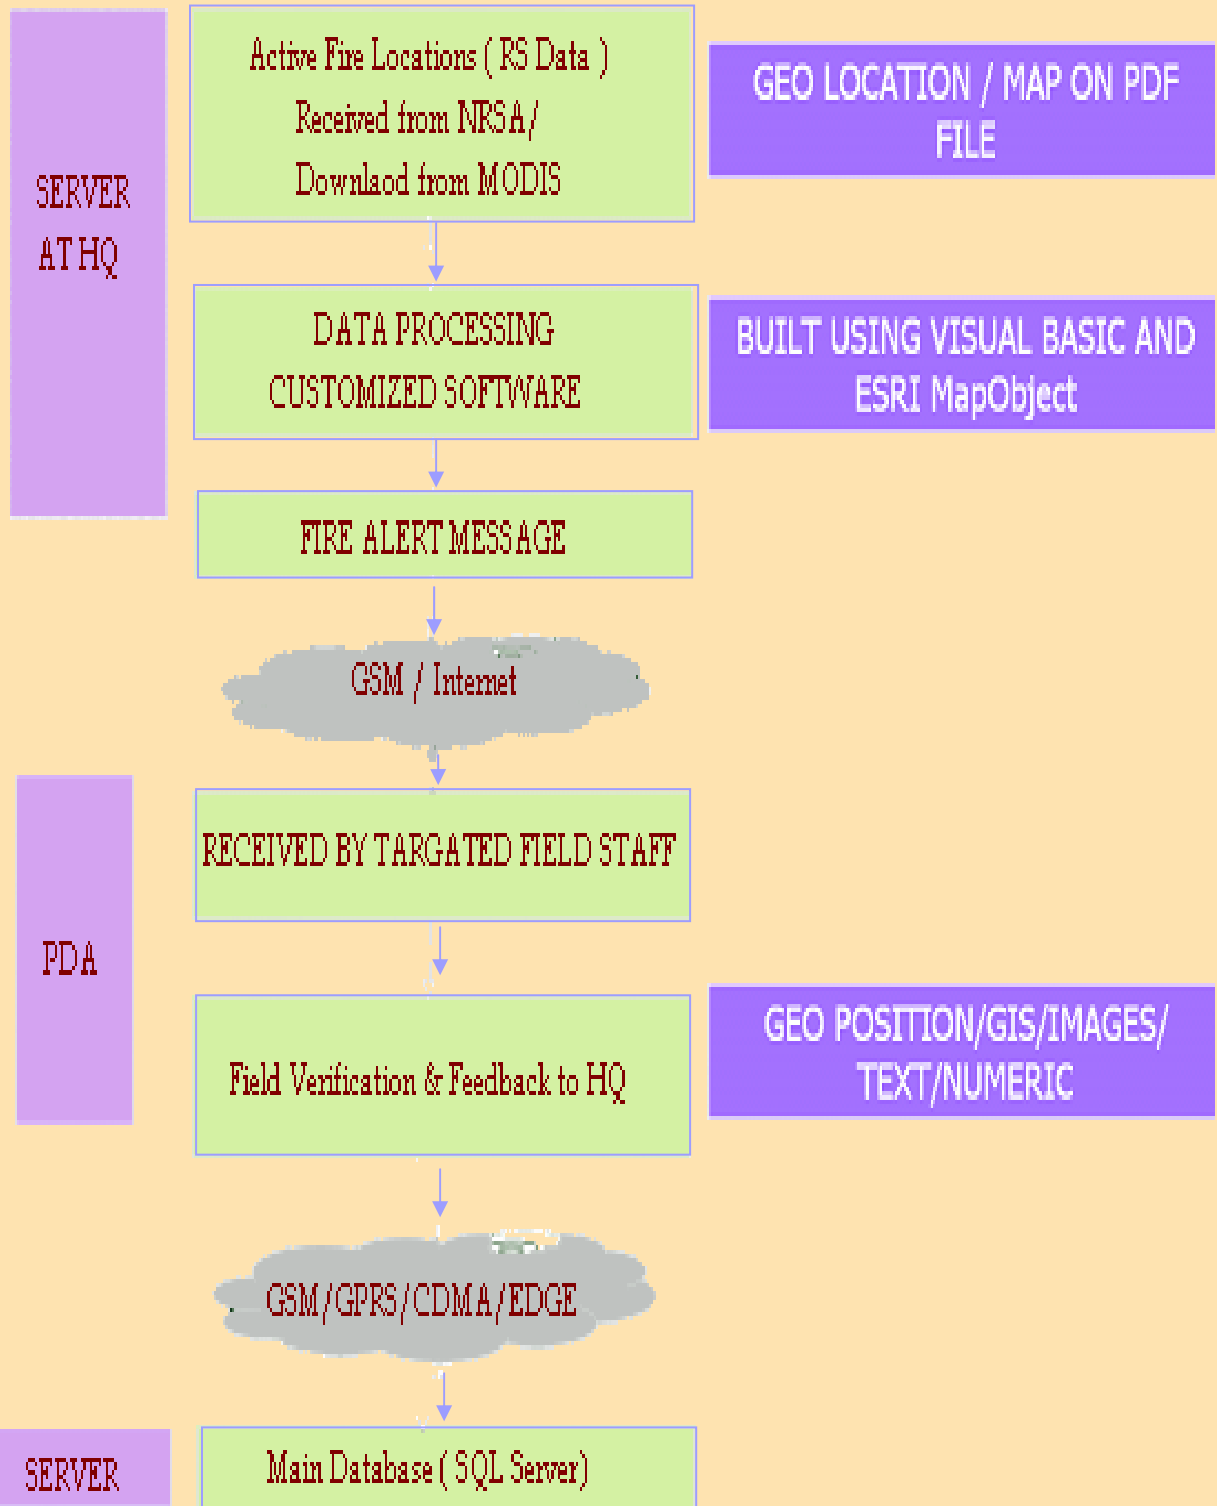 SERVER
AT HQ
Active Fire Locations ( RS Data )
Received from NRSA/
Downlaod from MODIS
GEO LOCATION / MAP ON PDF
FILE
DATA PROCESSING
CUSTOMIZED SOFTWARE
BUILT USING VISUAL BASIC AND
ESRI MapObject
FIRE ALERT MESSAGE
GSM / Internet
PDA
RECEIVED BY TARGATED FIELD STAFF
Field Verification & Feedback to HQ
GEO POSITION/GIS/IMAGES/
TEXT/NUMERIC
GSM/GPRS/CDMA/EDGE
SERVER
Main Database ( SQL Server)